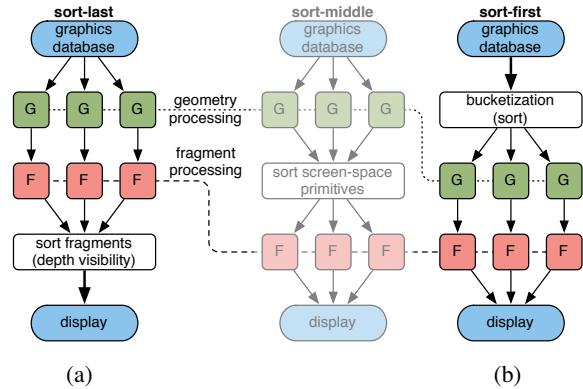 sort-last
graphics
database
G G G
F F F
sort fragments
(depth visibility)
display
(a)
geometry
processing
fragment
processing
sort-middle
graphics
database
G G G
sort screen-space
primitives
F F F
display
sort-first
graphics
database
bucketization
(sort)
G G G
F F F
display
(b)